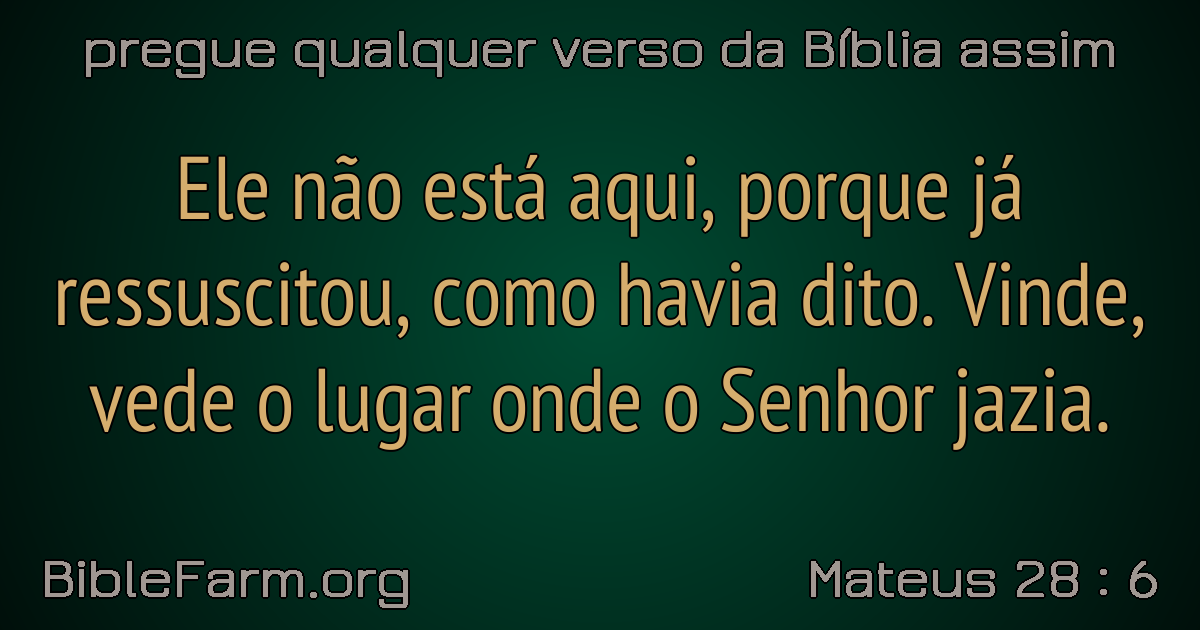 pregue qualquer verso da Bíblia assim
Ele não está aqui, porque já
ressuscitou, como havia dito. Vinde,
vede o lugar onde o Senhor jazia.
BibleFarm.org
Mateus 28 : 6